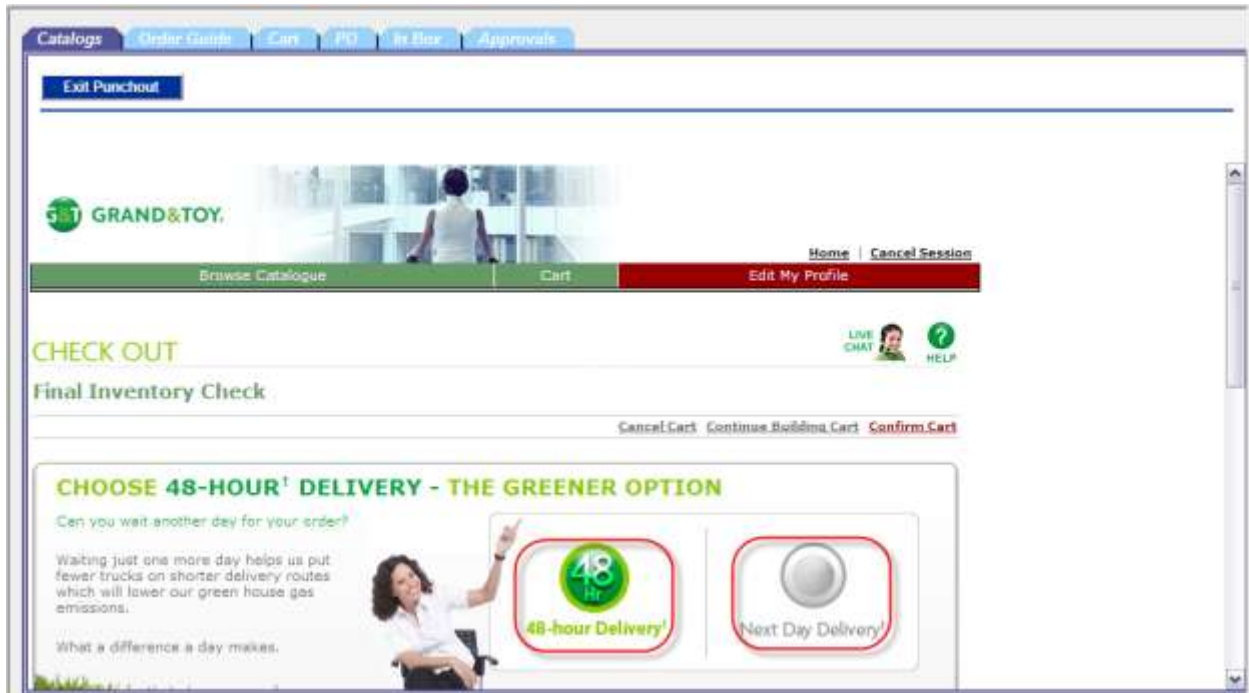 Catalogs Order Guide Cart PO In Box Approvals
Exit Punchout
G&T GRAND&TOY.
Home | Cancel Session
Browse Catalogue Cart Edit My Profile
CHECK OUT
LIVE CHAT
HELP
Final Inventory Check
Cancel Cart Continue Building Cart Confirm Cart
CHOOSE 48-HOUR† DELIVERY - THE GREENER OPTION
Can you wait another day for your order?
Waiting just one more day helps us put
fewer trucks on shorter delivery routes
which will lower our green house gas
emissions.
What a difference a day makes.
48 Hr
48-hour Delivery†
Next Day Delivery†